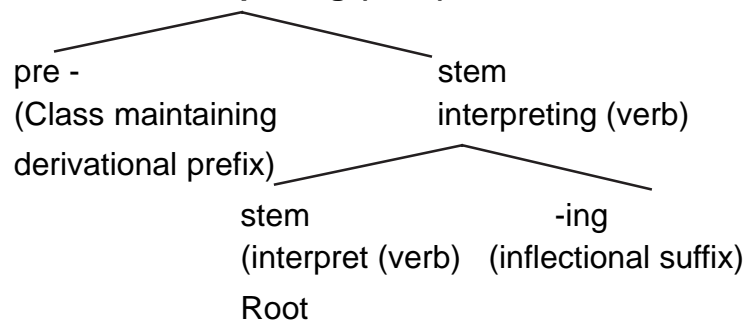 pre - stem
(Class maintaining interpreting (verb)
derivational prefix)
stem -ing
(interpret (verb) (inflectional suffix)
Root